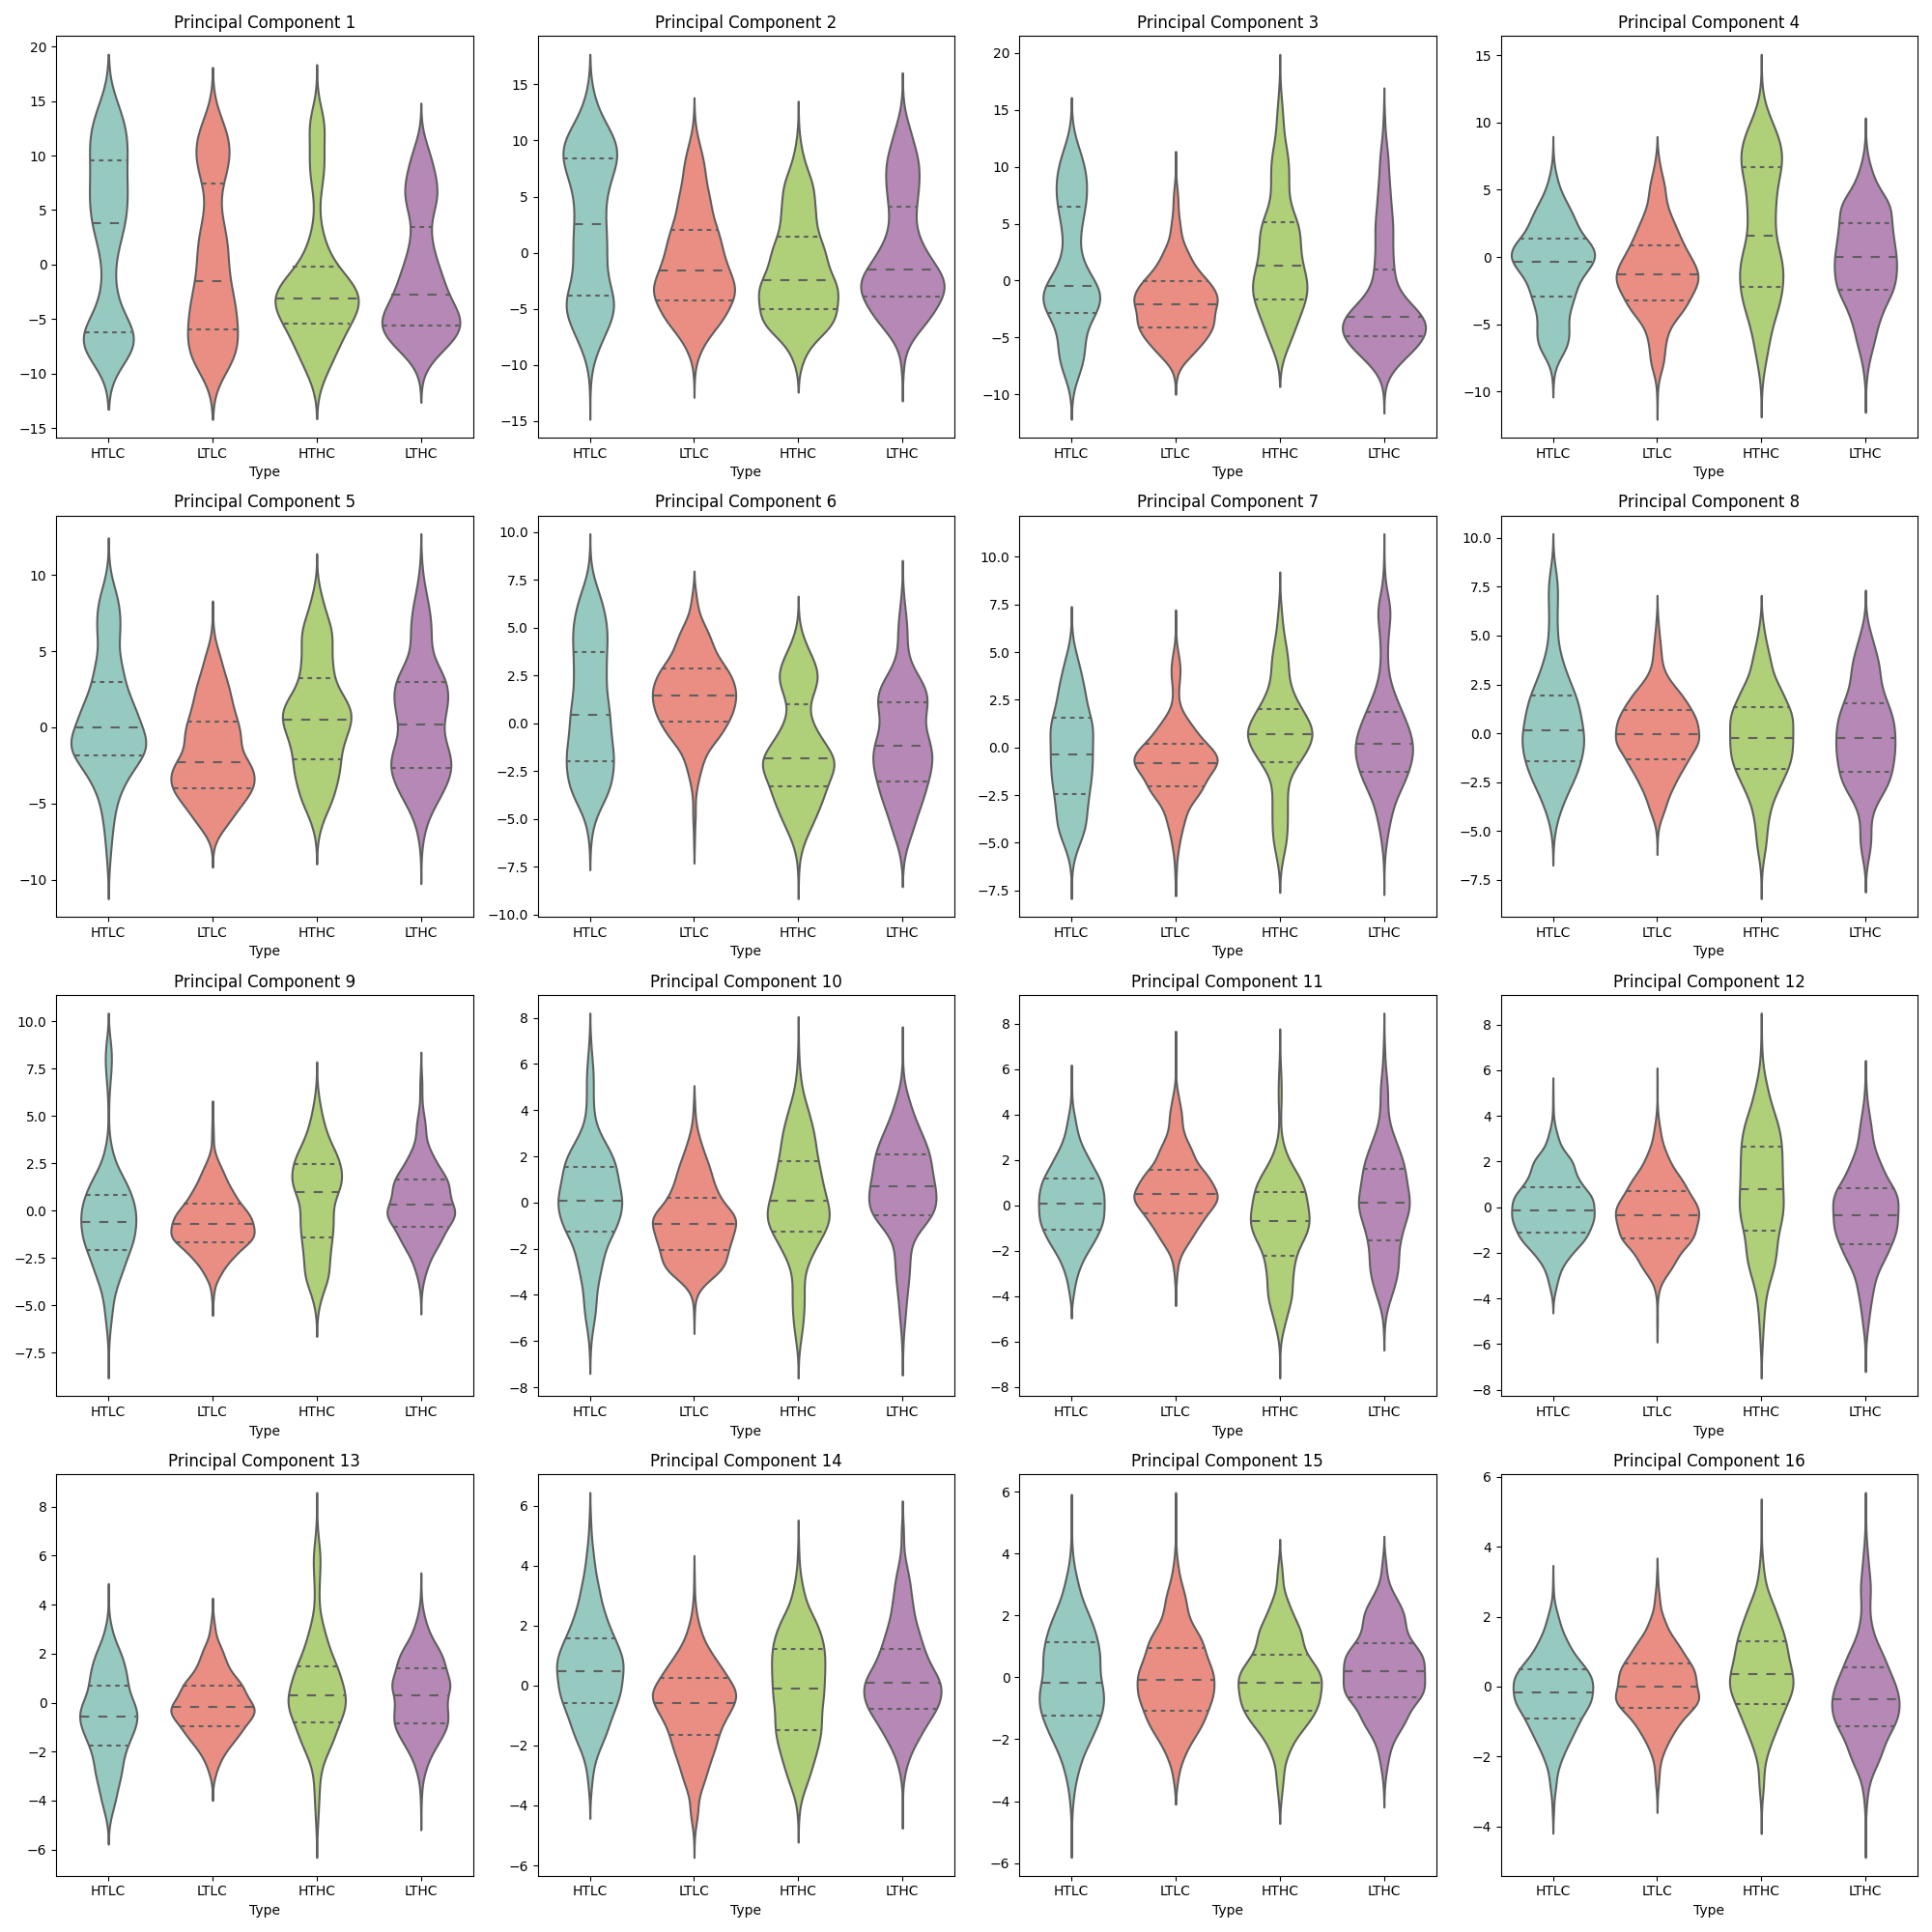 Principal Component 1
Principal Component 2
Principal Component 3
Principal Component 4
20
15
10
5
0
−5
−10
−15
HTLC LTLC HTHC LTHC
Type
15
10
5
0
−5
−10
−15
HTLC LTLC HTHC LTHC
Type
20
15
10
5
0
−5
−10
HTLC LTLC HTHC LTHC
Type
15
10
5
0
−5
−10
HTLC LTLC HTHC LTHC
Type
Principal Component 5
Principal Component 6
Principal Component 7
Principal Component 8
10
5
0
−5
−10
HTLC LTLC HTHC LTHC
Type
10.0
7.5
5.0
2.5
0.0
−2.5
−5.0
−7.5
−10.0
HTLC LTLC HTHC LTHC
Type
10.0
7.5
5.0
2.5
0.0
−2.5
−5.0
−7.5
HTLC LTLC HTHC LTHC
Type
10.0
7.5
5.0
2.5
0.0
−2.5
−5.0
−7.5
HTLC LTLC HTHC LTHC
Type
Principal Component 9
Principal Component 10
Principal Component 11
Principal Component 12
10.0
7.5
5.0
2.5
0.0
−2.5
−5.0
−7.5
HTLC LTLC HTHC LTHC
Type
8
6
4
2
0
−2
−4
−6
−8
HTLC LTLC HTHC LTHC
Type
8
6
4
2
0
−2
−4
−6
−8
HTLC LTLC HTHC LTHC
Type
8
6
4
2
0
−2
−4
−6
−8
HTLC LTLC HTHC LTHC
Type
Principal Component 13
Principal Component 14
Principal Component 15
Principal Component 16
8
6
4
2
0
−2
−4
−6
HTLC LTLC HTHC LTHC
Type
6
4
2
0
−2
−4
−6
HTLC LTLC HTHC LTHC
Type
6
4
2
0
−2
−4
−6
HTLC LTLC HTHC LTHC
Type
6
4
2
0
−2
−4
HTLC LTLC HTHC LTHC
Type